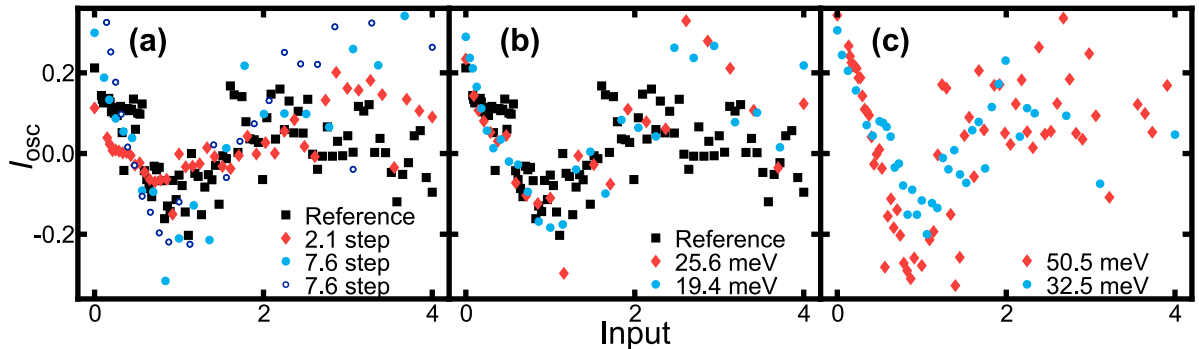 (a)
(b)
(c)
0.2
0.0
-0.2
I_osc
Reference
2.1 step
7.6 step
7.6 step
Reference
25.6 meV
19.4 meV
50.5 meV
32.5 meV
0 2 4 0 2 4 0 2 4
Input